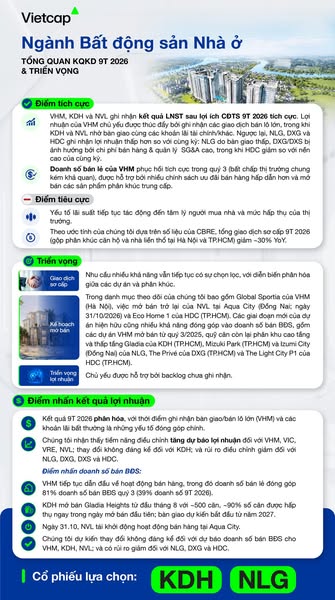 Vietcap
Ngành Bất động sản Nhà ở
TỔNG QUAN KQKD 9T 2026
& TRIỂN VỌNG
Điểm tích cực
VHM, KDH và NVL ghi nhận kết quả LNST sau lợi ích CĐTS 9T 2026 tích cực. Lợi
nhuận của VHM chủ yếu được thúc đẩy bởi ghi nhận các giao dịch bán lô lớn, trong khi
KDH và NVL nhờ bàn giao cùng các khoản lãi tài chính/khác. Ngược lại, NLG, DXG và
HDC ghi nhận lợi nhuận thấp hơn so với cùng kỳ: NLG do bàn giao thấp, DXG/DXS bị
ảnh hưởng bởi chi phí bán hàng & quản lý SG&A cao, trong khi HDC giảm so với nền
cao của cùng kỳ.
Doanh số bán lẻ của VHM phục hồi tích cực trong quý 3 (bất chấp thị trường chung
kém khả quan), được hỗ trợ bởi nhiều chính sách ưu đãi bán hàng hấp dẫn hơn và mở
bán các sản phẩm phân khúc trung cấp.
Điểm tiêu cực
Yếu tố lãi suất tiếp tục tác động đến tâm lý người mua nhà và mức hấp thụ của thị
trường.
Theo ước tính của chúng tôi dựa trên số liệu của CBRE, tổng giao dịch sơ cấp 9T 2026
(gộp phân khúc căn hộ và nhà liền thổ tại Hà Nội và TP.HCM) giảm ~30% YoY.
Triển vọng
Giao dịch
sơ cấp
Nhu cầu nhiều khả năng vẫn tiếp tục có sự chọn lọc, với diễn biến phân hóa
giữa các dự án và phân khúc.
Kế hoạch
mở bán
Trong danh mục theo dõi của chúng tôi bao gồm Global Sportia của VHM
(Hà Nội), việc mở bán trở lại của NVL tại Aqua City (Đồng Nai; ngày
31/10/2026) và Eco Home 1 của HDC (TP.HCM). Các giai đoạn mới của dự
án hiện hữu cũng nhiều khả năng đóng góp vào doanh số bán BĐS, gồm
các dự án VHM mở bán từ quý 3/2025, quỹ căn còn lại phân khu cao tầng
và thấp tầng Gladia của KDH (TP.HCM), Mizuki Park (TP.HCM) và Izumi City
(Đồng Nai) của NLG, The Privé của DXG (TP.HCM) và The Light City P1 của
HDC (TP.HCM).
Triển vọng
lợi nhuận
Chủ yếu được hỗ trợ bởi backlog chưa ghi nhận.
Điểm nhấn kết quả lợi nhuận
Kết quả 9T 2026 phân hóa, với thời điểm ghi nhận bàn giao/bán lô lớn (VHM) và các
khoản lãi bất thường là những yếu tố đóng góp chính.
Chúng tôi nhận thấy tiềm năng điều chỉnh tăng dự báo lợi nhuận đối với VHM, VIC,
VRE, NVL; thay đổi không đáng kể đối với KDH; và rủi ro điều chỉnh giảm đối với
NLG, DXG, DXS và HDC.
Điểm nhấn doanh số bán BĐS:
VHM tiếp tục dẫn đầu về hoạt động bán hàng, trong đó doanh số bán lẻ đóng góp
81% doanh số bán BĐS quý 3 (39% doanh số 9T 2026).
KDH mở bán Gladia Heights từ đầu tháng 8 với ~500 căn, ~90% số căn được hấp
thụ ngay trong ngày mở bán đầu tiên; bàn giao dự kiến bắt đầu từ năm 2027.
Ngày 31.10, NVL tái khởi động hoạt động bán hàng tại Aqua City.
Chúng tôi dự kiến thay đổi không đáng kể đối với dự báo doanh số bán BĐS cho
VHM, KDH, NVL; và có rủi ro giảm đối với NLG, DXG và HDC.
Cổ phiếu lựa chọn: KDH NLG